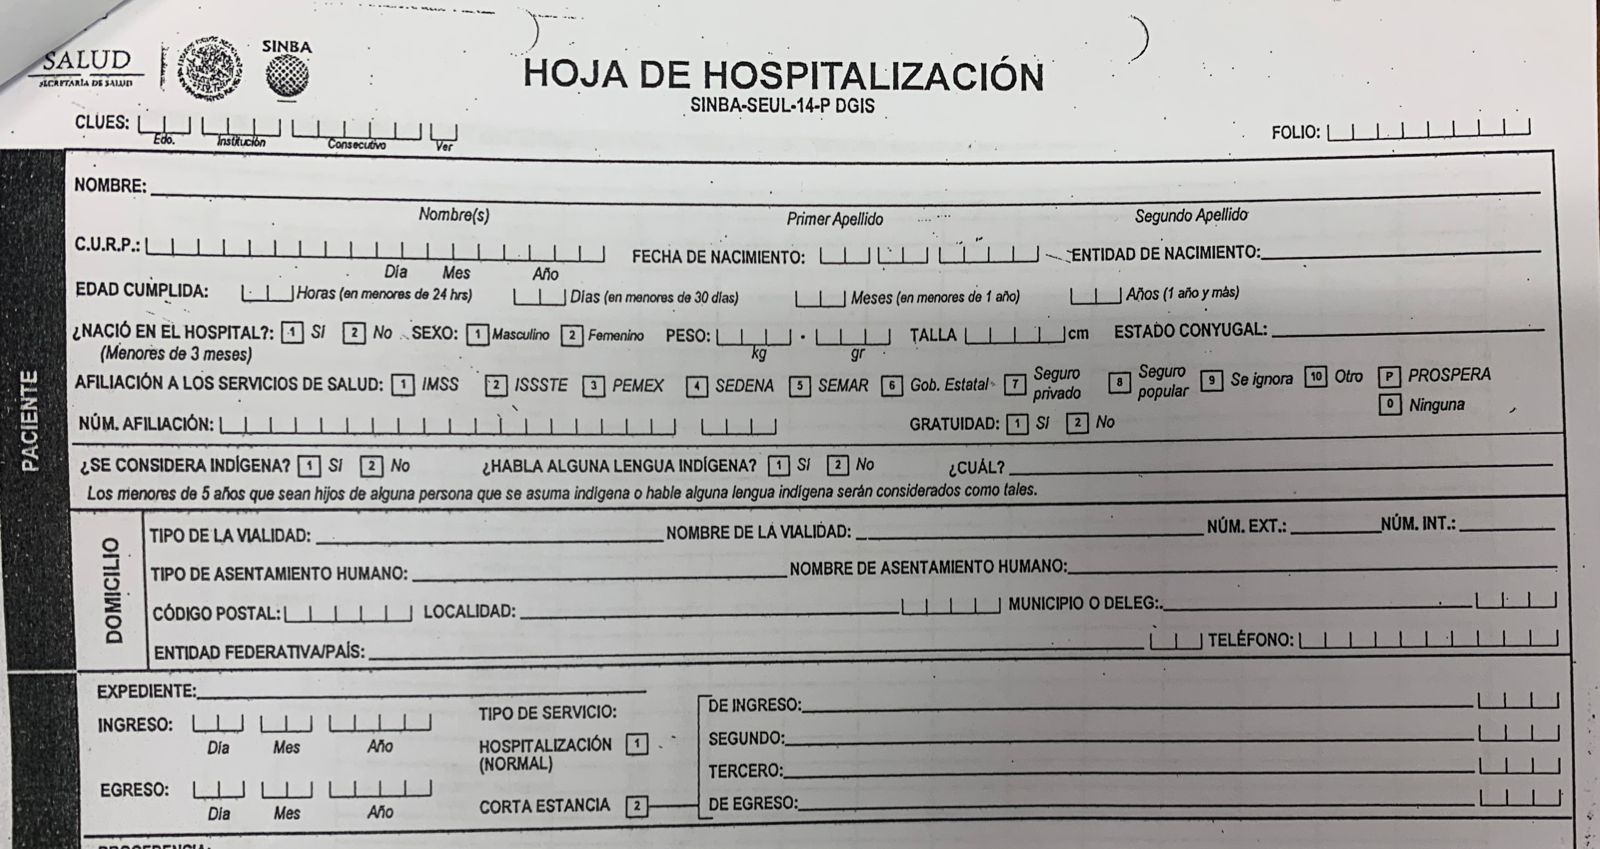 SALUD
SECRETARÍA DE SALUD
SINBA
HOJA DE HOSPITALIZACIÓN
SINBA-SEUL-14-P DGIS
CLUES:
Edo. Institución Consecutivo Ver
FOLIO:
PACIENTE
NOMBRE:
Nombre(s) Primer Apellido Segundo Apellido
C.U.R.P.: FECHA DE NACIMIENTO: ENTIDAD DE NACIMIENTO:
Día Mes Año
EDAD CUMPLIDA: Horas (en menores de 24 hrs) Días (en menores de 30 días) Meses (en menores de 1 año) Años (1 año y más)
¿NACIÓ EN EL HOSPITAL?: 1 Sí 2 No SEXO: 1 Masculino 2 Femenino PESO: . TALLA cm ESTADO CONYUGAL:
(Menores de 3 meses) kg gr
AFILIACIÓN A LOS SERVICIOS DE SALUD: 1 IMSS 2 ISSSTE 3 PEMEX 4 SEDENA 5 SEMAR 6 Gob. Estatal 7 Seguro privado 8 Seguro popular 9 Se ignora 10 Otro P PROSPERA
0 Ninguna
NÚM. AFILIACIÓN: GRATUIDAD: 1 Sí 2 No
¿SE CONSIDERA INDÍGENA? 1 Sí 2 No ¿HABLA ALGUNA LENGUA INDÍGENA? 1 Sí 2 No ¿CUÁL?
Los menores de 5 años que sean hijos de alguna persona que se asuma indígena o hable alguna lengua indígena serán considerados como tales.
DOMICILIO
TIPO DE LA VIALIDAD: NOMBRE DE LA VIALIDAD: NÚM. EXT.: NÚM. INT.:
TIPO DE ASENTAMIENTO HUMANO: NOMBRE DE ASENTAMIENTO HUMANO:
CÓDIGO POSTAL: LOCALIDAD: MUNICIPIO O DELEG:.
ENTIDAD FEDERATIVA/PAÍS: TELÉFONO:
EXPEDIENTE:
INGRESO:
Día Mes Año
EGRESO:
Día Mes Año
TIPO DE SERVICIO:
HOSPITALIZACIÓN 1
(NORMAL)
CORTA ESTANCIA 2
DE INGRESO:
SEGUNDO:
TERCERO:
DE EGRESO: